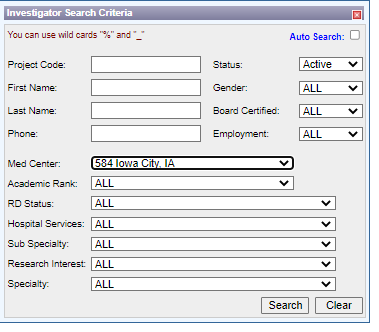 Investigator Search Criteria
You can use wild cards "%" and "_"
Auto Search:
Project Code: Status: Active
First Name: Gender: ALL
Last Name: Board Certified: ALL
Phone: Employment: ALL
Med Center: 584 Iowa City, IA
Academic Rank: ALL
RD Status: ALL
Hospital Services: ALL
Sub Specialty: ALL
Research Interest: ALL
Specialty: ALL
Search Clear